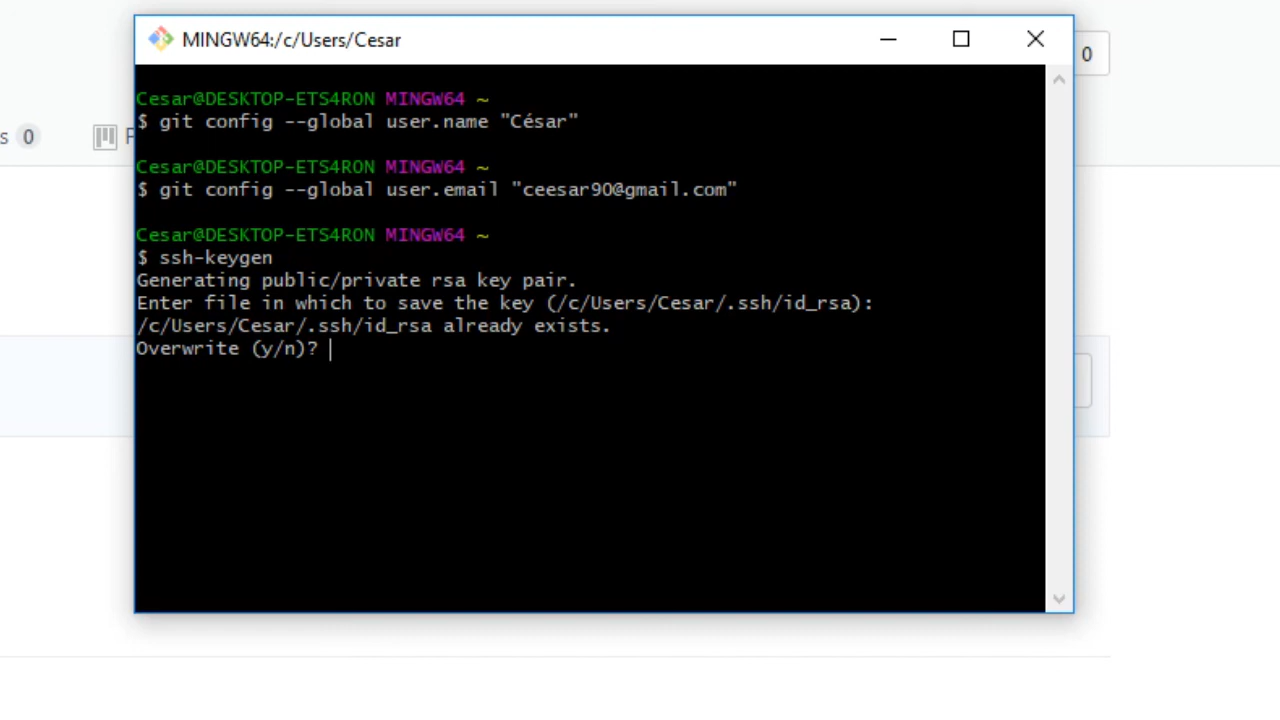 MINGW64:/c/Users/Cesar
0
s 0
Cesar@DESKTOP-ETS4RON MINGW64 ~
$ git config --global user.name "César"
Cesar@DESKTOP-ETS4RON MINGW64 ~
$ git config --global user.email "ceesar90@gmail.com"
Cesar@DESKTOP-ETS4RON MINGW64 ~
$ ssh-keygen
Generating public/private rsa key pair.
Enter file in which to save the key (/c/Users/Cesar/.ssh/id_rsa):
/c/Users/Cesar/.ssh/id_rsa already exists.
Overwrite (y/n)?